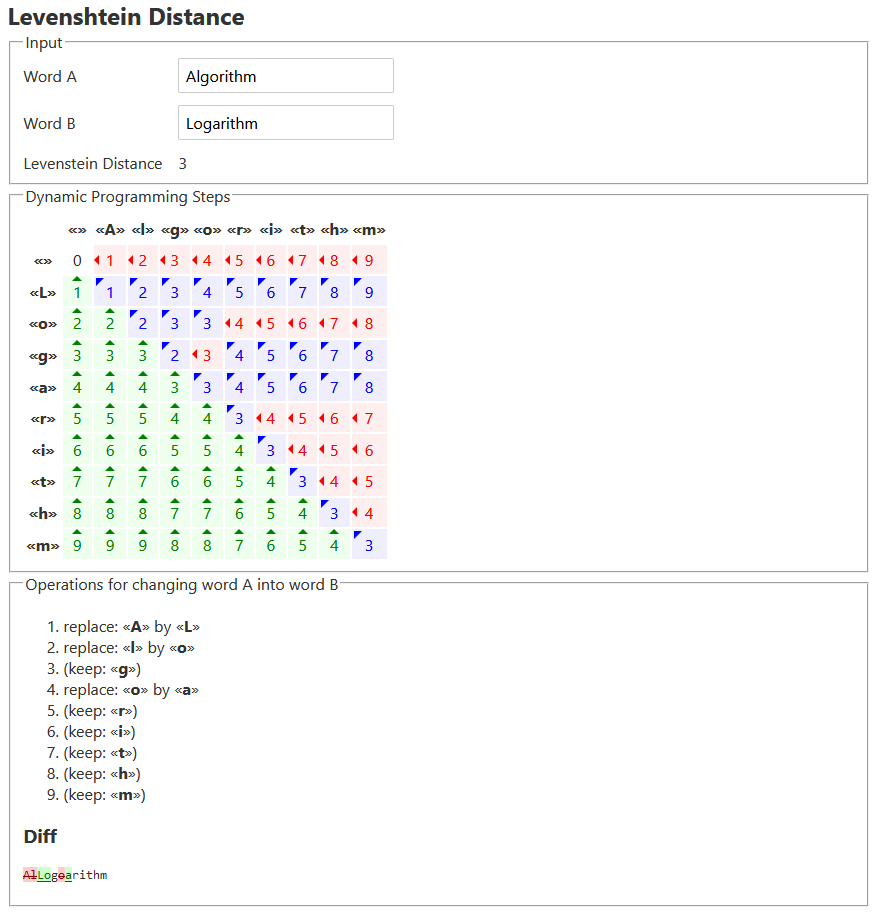 Levenshtein Distance
Input
Word A Algorithm
Word B Logarithm
Levenstein Distance 3
Dynamic Programming Steps
«» «A» «l» «g» «o» «r» «i» «t» «h» «m»
«» 0 1 2 3 4 5 6 7 8 9
«L» 1 1 2 3 4 5 6 7 8 9
«o» 2 2 2 3 3 4 5 6 7 8
«g» 3 3 3 2 3 4 5 6 7 8
«a» 4 4 4 3 3 4 5 6 7 8
«r» 5 5 5 4 4 3 4 5 6 7
«i» 6 6 6 5 5 4 3 4 5 6
«t» 7 7 7 6 6 5 4 3 4 5
«h» 8 8 8 7 7 6 5 4 3 4
«m» 9 9 9 8 8 7 6 5 4 3
Operations for changing word A into word B
1. replace: «A» by «L»
2. replace: «l» by «o»
3. (keep: «g»)
4. replace: «o» by «a»
5. (keep: «r»)
6. (keep: «i»)
7. (keep: «t»)
8. (keep: «h»)
9. (keep: «m»)
Diff
AlLogoarithm